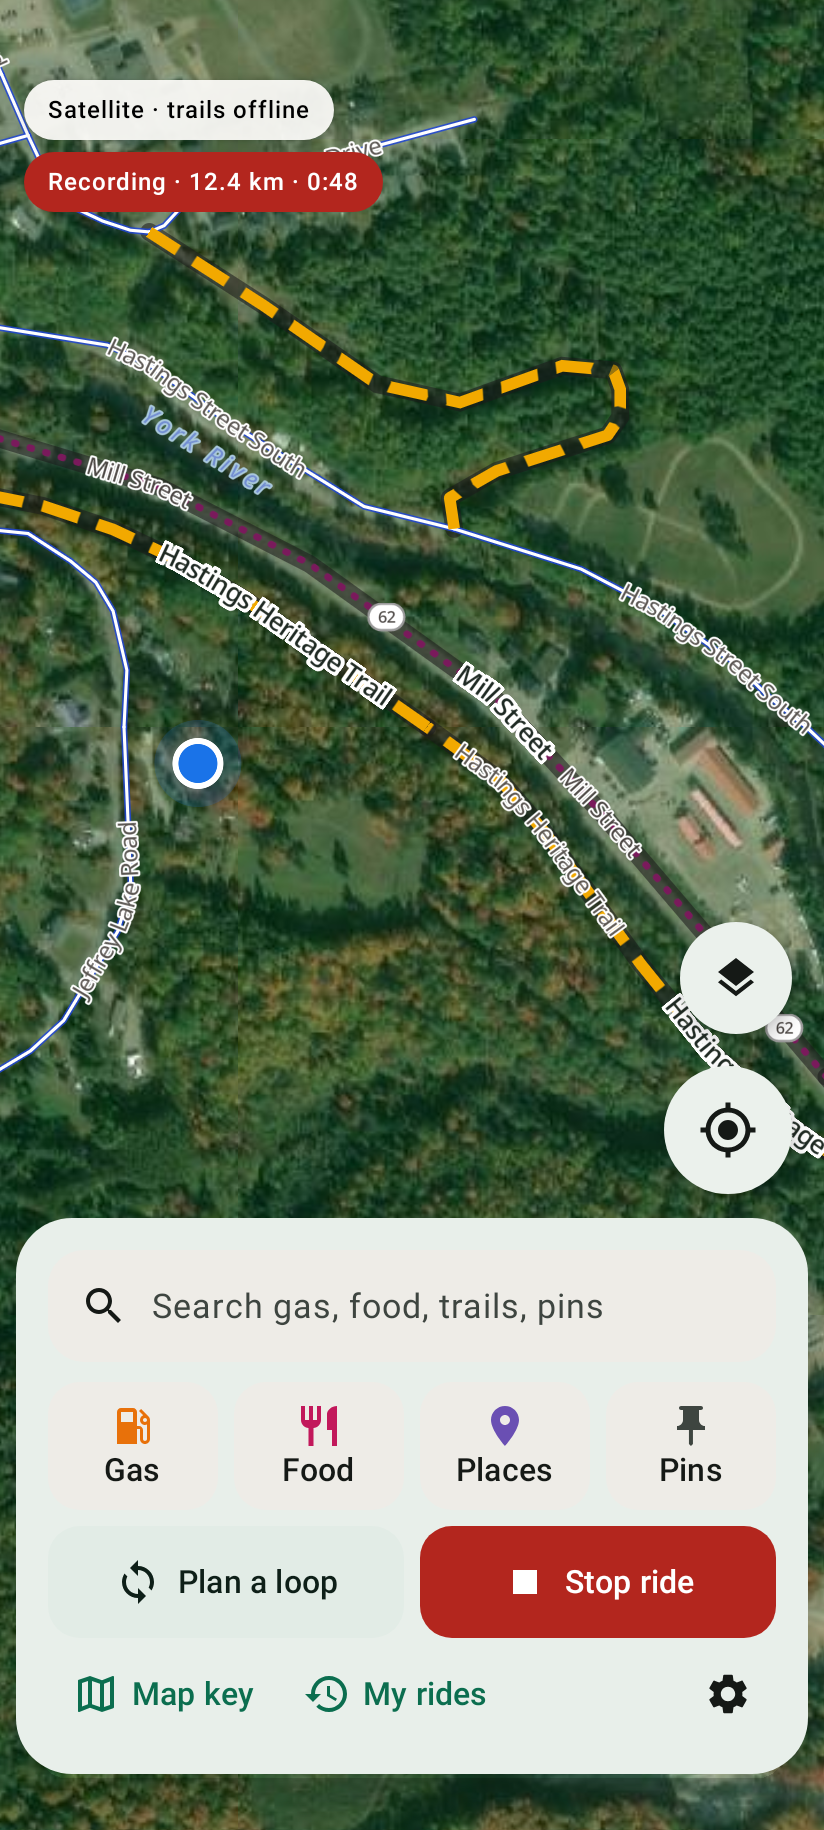 Satellite · trails offline
Drive
Recording · 12.4 km · 0:48
Hastings Street South
York River
Mill Street
Hastings Heritage Trail
62
Hastings Street South
Mill Street
Hastings Heritage Trail
Mill Street
Jeffrey Lake Road
62
Search gas, food, trails, pins
Gas
Food
Places
Pins
Plan a loop
Stop ride
Map key
My rides